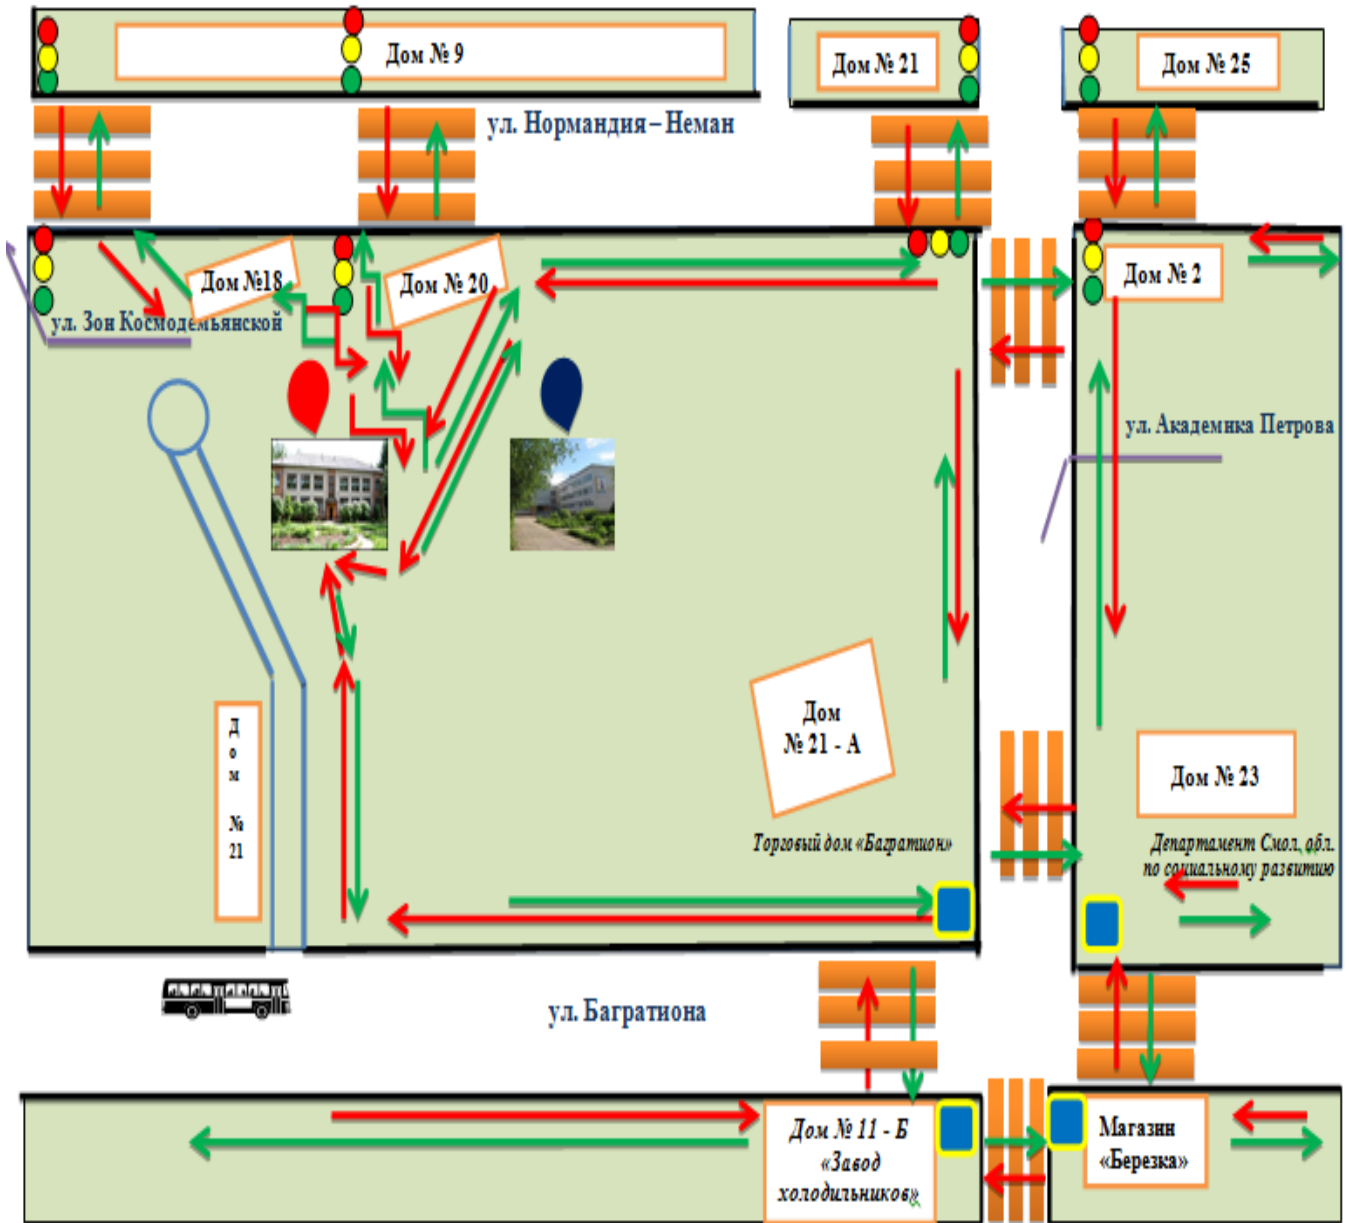 Дом № 9
Дом № 21
Дом № 25
ул. Нормандия – Неман
Дом №18
Дом № 20
Дом № 2
ул. Зои Космодемьянской
ул. Академика Петрова
Дом
№ 21 - А
Д
о
м
№
21
Дом № 23
Торговый дом «Багратион»
Департамент Смол. обл.
по социальному развитию
ул. Багратиона
Дом № 11 - Б
«Завод
холодильников»
Магазин
«Березка»